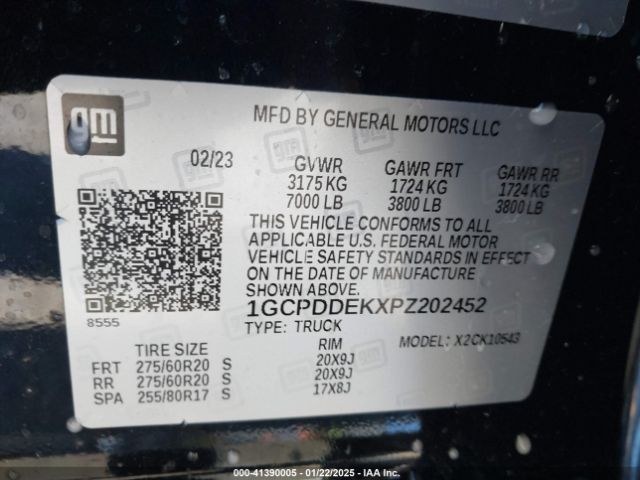 gm
MFD BY GENERAL MOTORS LLC
02/23 GVWR GAWR FRT GAWR RR
3175 KG 1724 KG 1724 KG
7000 LB 3800 LB 3800 LB
THIS VEHICLE CONFORMS TO ALL
APPLICABLE U.S. FEDERAL MOTOR
VEHICLE SAFETY STANDARDS IN EFFECT
ON THE DATE OF MANUFACTURE
SHOWN ABOVE.
1GCPDDEKXPZ202452
8555
TYPE: TRUCK MODEL: X2CK10543
TIRE SIZE RIM
FRT 275/60R20 S 20X9J
RR 275/60R20 S 20X9J
SPA 255/80R17 S 17X8J
000-41390005 - 01/22/2025 - IAA Inc.